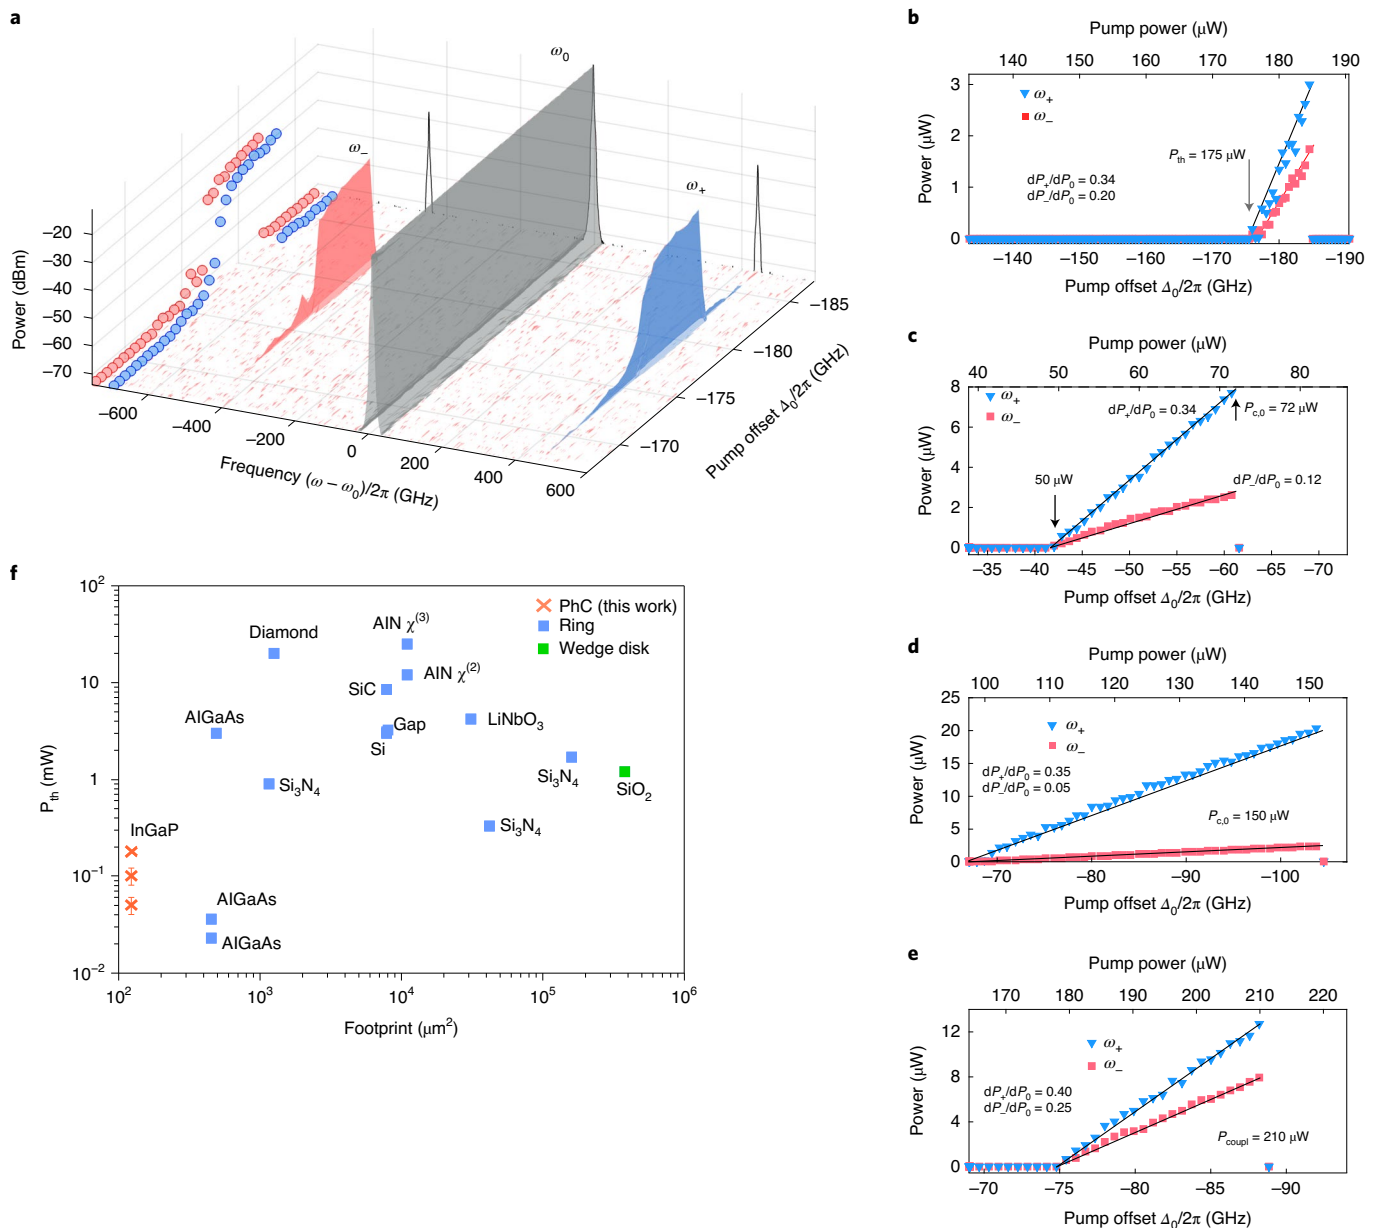 a
ω0
ω−
ω+
Power (dBm)
−20
−30
−40
−50
−60
−70
−600
−400
−200
0
200
400
600
Frequency (ω − ω0)/2π (GHz)
−170
−175
−180
−185
Pump offset Δ0/2π (GHz)
b
Pump power (μW)
140 150 160 170 180 190
Power (μW)
3
2
1
0
ω+
ω−
Pth = 175 μW
dP+/dP0 = 0.34
dP−/dP0 = 0.20
−140 −150 −160 −170 −180 −190
Pump offset Δ0/2π (GHz)
c
Pump power (μW)
40 50 60 70 80
Power (μW)
8
6
4
2
0
ω+
ω−
dP+/dP0 = 0.34
Pc,0 = 72 μW
50 μW
dP−/dP0 = 0.12
−35 −40 −45 −50 −55 −60 −65 −70
Pump offset Δ0/2π (GHz)
d
Pump power (μW)
100 110 120 130 140 150
Power (μW)
25
20
15
10
5
0
ω+
ω−
dP+/dP0 = 0.35
dP−/dP0 = 0.05
Pc,0 = 150 μW
−70 −80 −90 −100
Pump offset Δ0/2π (GHz)
e
Pump power (μW)
170 180 190 200 210 220
Power (μW)
12
8
4
0
ω+
ω−
dP+/dP0 = 0.40
dP−/dP0 = 0.25
Pcoupl = 210 μW
−70 −75 −80 −85 −90
Pump offset Δ0/2π (GHz)
f
Pth (mW)
10^2
10
1
10^−1
10^−2
PhC (this work)
Ring
Wedge disk
Diamond
AlN χ(3)
AlN χ(2)
SiC
AlGaAs
Gap
Si
LiNbO3
Si3N4
Si3N4
SiO2
Si3N4
InGaP
AlGaAs
AlGaAs
10^2 10^3 10^4 10^5 10^6
Footprint (μm^2)